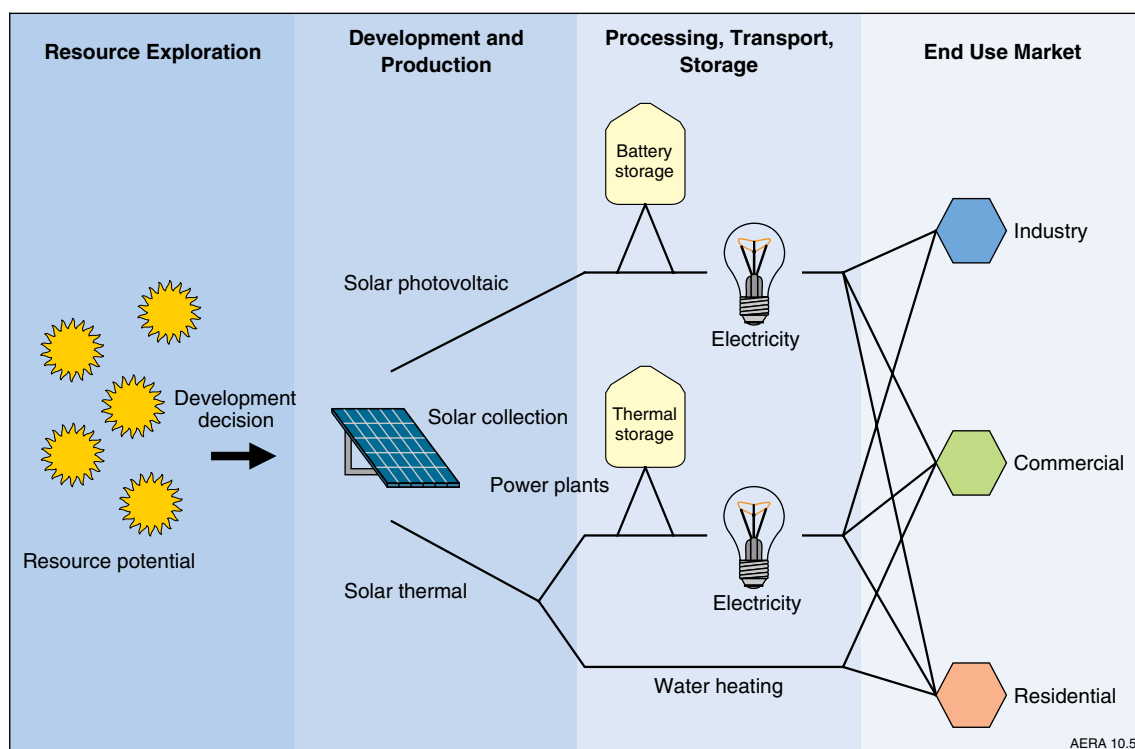 Resource Exploration
Development and
Production
Processing, Transport,
Storage
End Use Market
Battery
storage
Industry
Solar photovoltaic
Electricity
Development
decision
Solar collection
Thermal
storage
Commercial
Power plants
Resource potential
Solar thermal
Electricity
Water heating
Residential
AERA 10.5